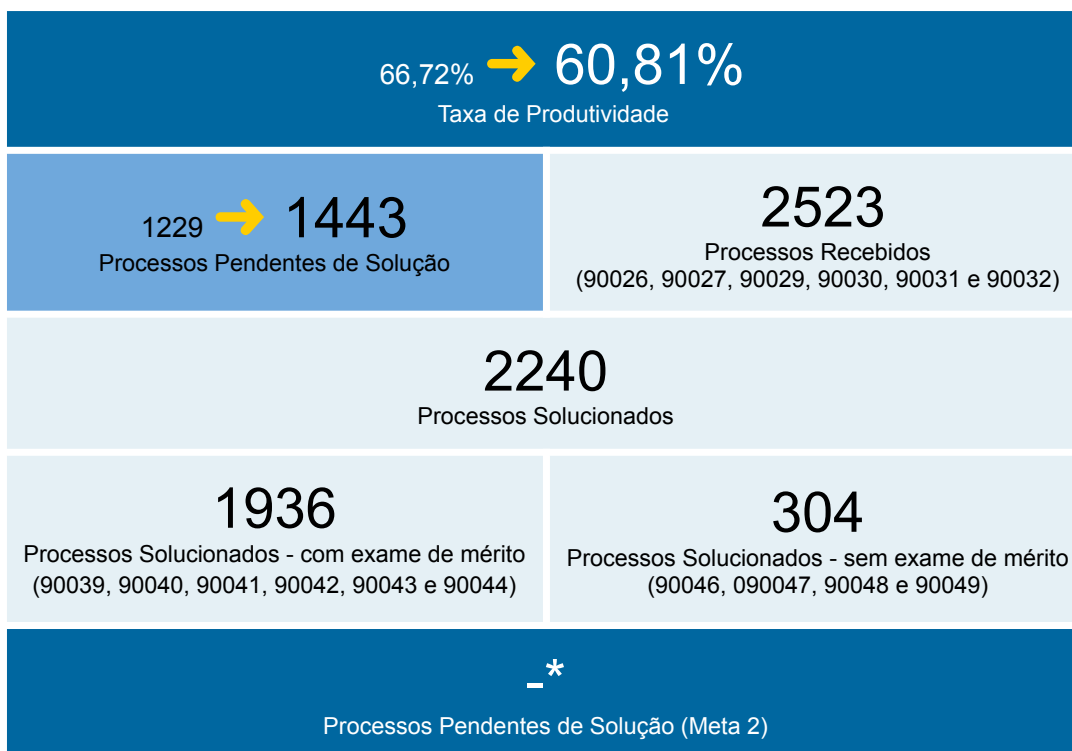 66,72% ➜ 60,81%
Taxa de Produtividade
1229 ➜ 1443
Processos Pendentes de Solução
2523
Processos Recebidos
(90026, 90027, 90029, 90030, 90031 e 90032)
2240
Processos Solucionados
1936
Processos Solucionados - com exame de mérito
(90039, 90040, 90041, 90042, 90043 e 90044)
304
Processos Solucionados - sem exame de mérito
(90046, 090047, 90048 e 90049)
-*
Processos Pendentes de Solução (Meta 2)